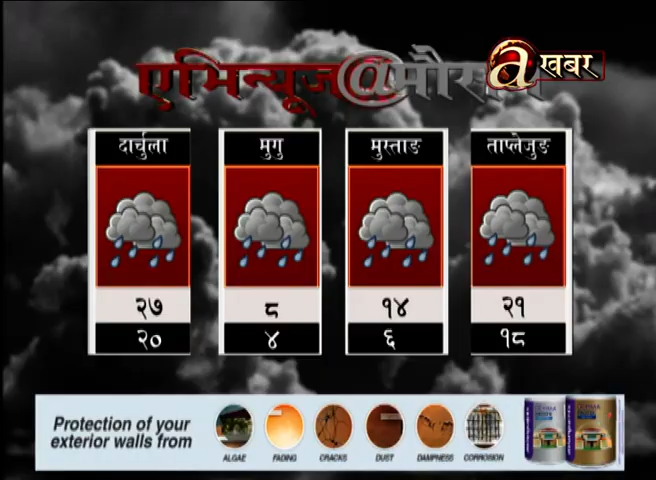 एभिन्यूज@मौसम
a खबर
दार्चुला मुगु मुस्ताङ ताप्लेजुङ
२७ ८ १४ २१
२० ४ ६ १८
Protection of your
exterior walls from
ALGAE FADING CRACKS DUST DAMPNESS CORROSION